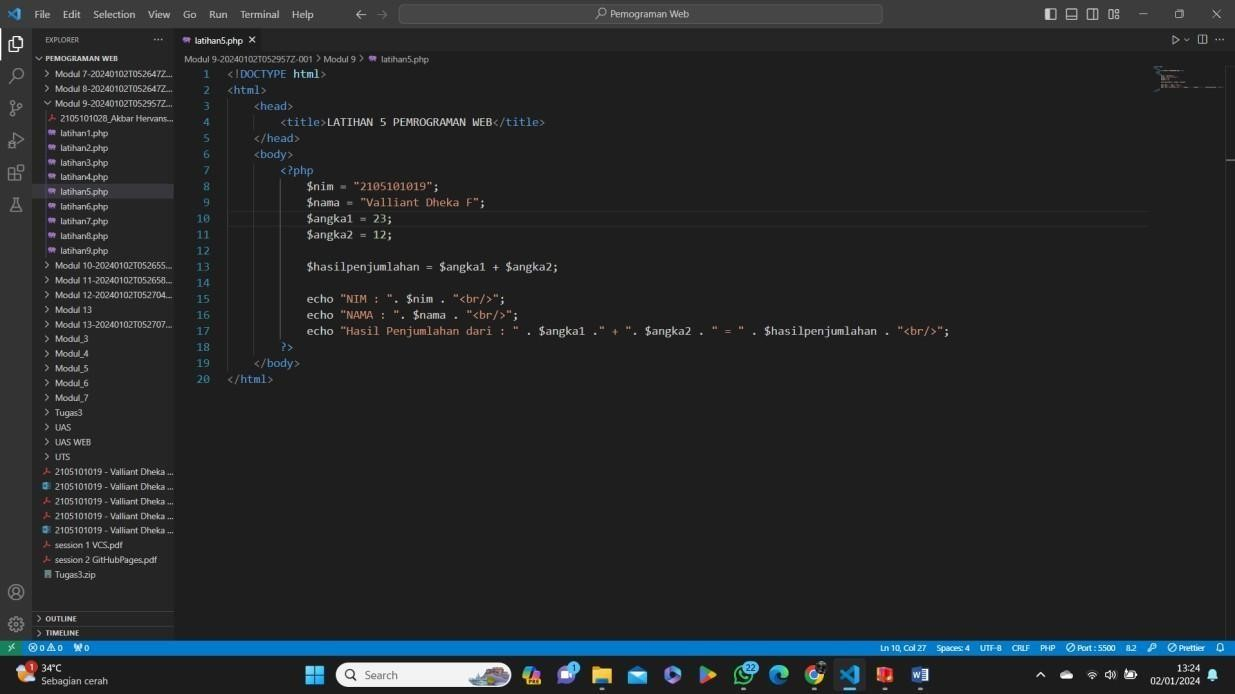 File Edit Selection View Go Run Terminal Help
Pemograman Web
EXPLORER
PEMOGRAMAN WEB
Modul 7-20240102T052647Z...
Modul 8-20240102T052647Z...
Modul 9-20240102T052957Z...
2105101028_Akbar Hervans...
latihan1.php
latihan2.php
latihan3.php
latihan4.php
latihan5.php
latihan6.php
latihan7.php
latihan8.php
latihan9.php
Modul 10-20240102T052655...
Modul 11-20240102T052658...
Modul 12-20240102T052704...
Modul 13
Modul 13-20240102T052707...
Modul_3
Modul_4
Modul_5
Modul_6
Modul_7
Tugas3
UAS
UAS WEB
UTS
2105101019 - Valliant Dheka ...
2105101019 - Valliant Dheka ...
2105101019 - Valliant Dheka ...
2105101019 - Valliant Dheka ...
2105101019 - Valliant Dheka ...
session 1 VCS.pdf
session 2 GitHubPages.pdf
Tugas3.zip
OUTLINE
TIMELINE
latihan5.php
Modul 9-20240102T052957Z-001 > Modul 9 > latihan5.php
1 <!DOCTYPE html>
2 <html>
3 <head>
4 <title>LATIHAN 5 PEMROGRAMAN WEB</title>
5 </head>
6 <body>
7 <?php
8 $nim = "2105101019";
9 $nama = "Valliant Dheka F";
10 $angka1 = 23;
11 $angka2 = 12;
12
13 $hasilpenjumlahan = $angka1 + $angka2;
14
15 echo "NIM : ". $nim . "<br/>";
16 echo "NAMA : ". $nama . "<br/>";
17 echo "Hasil Penjumlahan dari : " . $angka1 ." + ". $angka2 . " = " . $hasilpenjumlahan . "<br/>";
18 ?>
19 </body>
20 </html>
0 0 0
Ln 10, Col 27 Spaces: 4 UTF-8 CRLF PHP Port : 5500 8.2 Prettier
1
34°C
Sebagian cerah
Search
PRE
1
22
13:24
02/01/2024